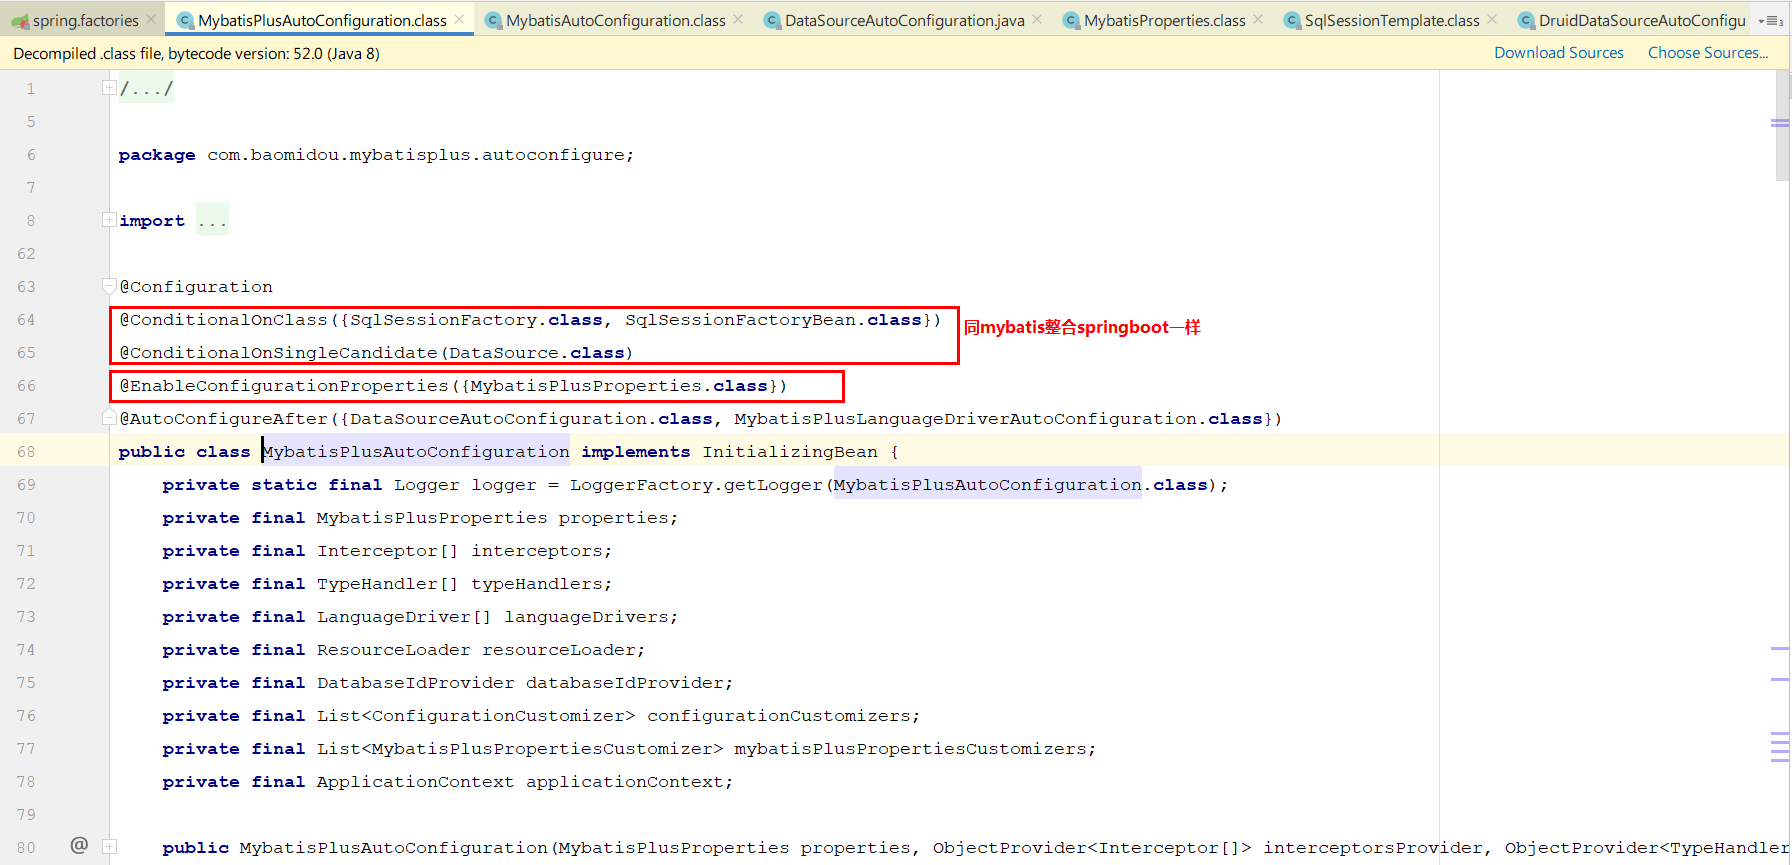 spring.factories MybatisPlusAutoConfiguration.class MybatisAutoConfiguration.class DataSourceAutoConfiguration.java MybatisProperties.class SqlSessionTemplate.class DruidDataSourceAutoConfigu
Decompiled .class file, bytecode version: 52.0 (Java 8) Download Sources Choose Sources...
1 /.../
5
6 package com.baomidou.mybatisplus.autoconfigure;
7
8 import ...
62
63 @Configuration
64 @ConditionalOnClass({SqlSessionFactory.class, SqlSessionFactoryBean.class})
同mybatis整合springboot一样
65 @ConditionalOnSingleCandidate(DataSource.class)
66 @EnableConfigurationProperties({MybatisPlusProperties.class})
67 @AutoConfigureAfter({DataSourceAutoConfiguration.class, MybatisPlusLanguageDriverAutoConfiguration.class})
68 public class MybatisPlusAutoConfiguration implements InitializingBean {
69 private static final Logger logger = LoggerFactory.getLogger(MybatisPlusAutoConfiguration.class);
70 private final MybatisPlusProperties properties;
71 private final Interceptor[] interceptors;
72 private final TypeHandler[] typeHandlers;
73 private final LanguageDriver[] languageDrivers;
74 private final ResourceLoader resourceLoader;
75 private final DatabaseIdProvider databaseIdProvider;
76 private final List<ConfigurationCustomizer> configurationCustomizers;
77 private final List<MybatisPlusPropertiesCustomizer> mybatisPlusPropertiesCustomizers;
78 private final ApplicationContext applicationContext;
79
80 @ public MybatisPlusAutoConfiguration(MybatisPlusProperties properties, ObjectProvider<Interceptor[]> interceptorsProvider, ObjectProvider<TypeHandler